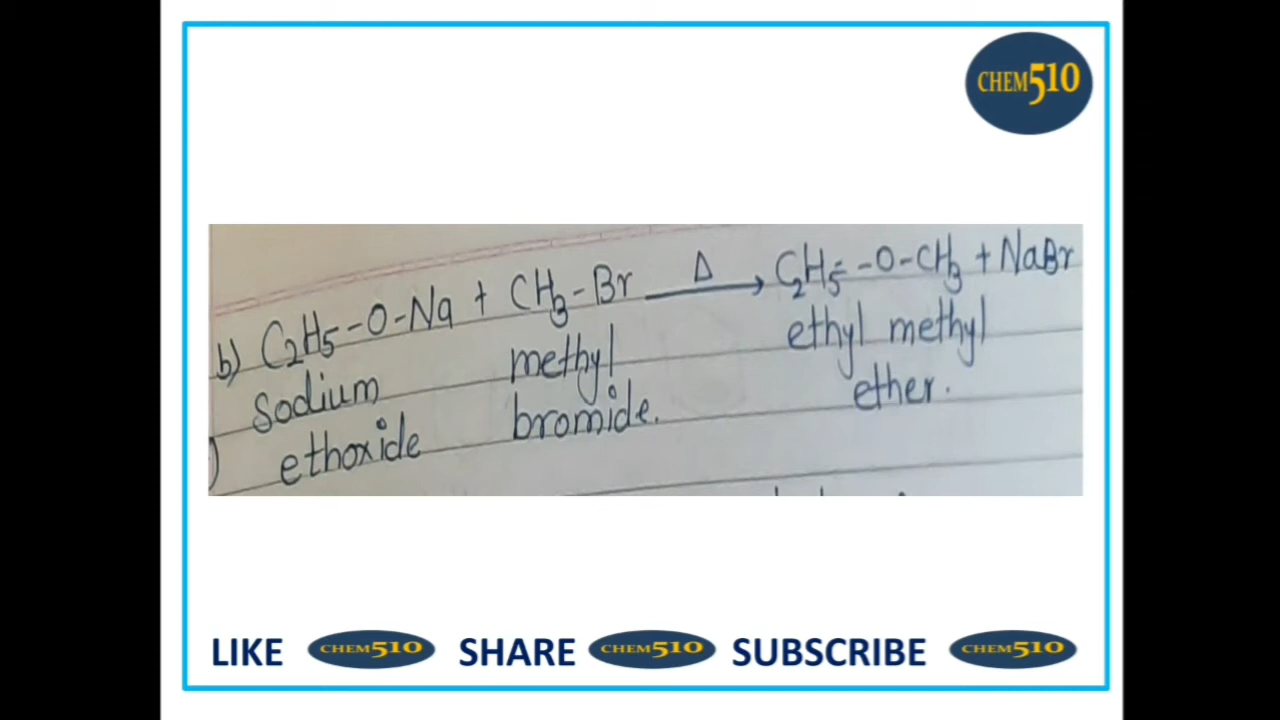 CHEM510
b) C₂H₅-O-Na + CH₃-Br Δ → C₂H₅-O-CH₃ + NaBr
sodium methyl ethyl methyl
ethoxide bromide. ether.
LIKE CHEM510 SHARE CHEM510 SUBSCRIBE CHEM510